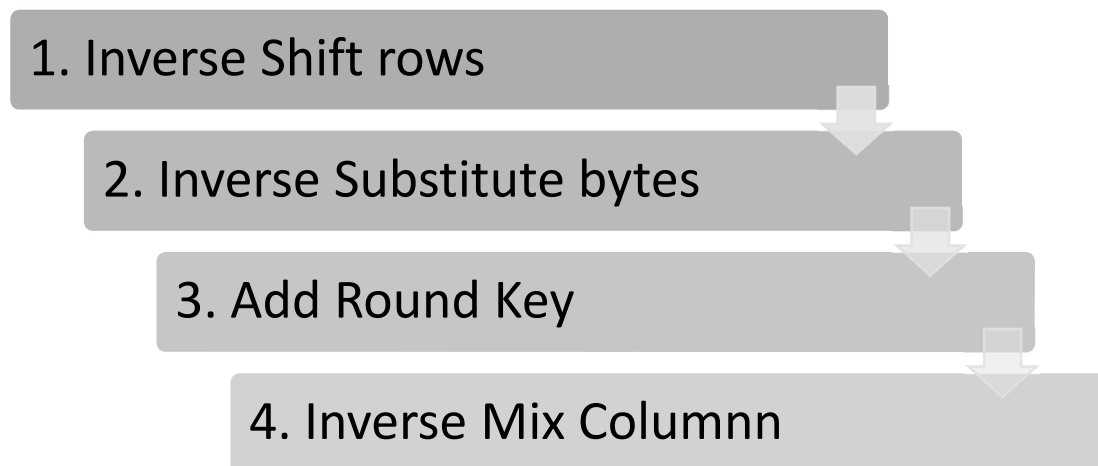 1. Inverse Shift rows
2. Inverse Substitute bytes
3. Add Round Key
4. Inverse Mix Columnn